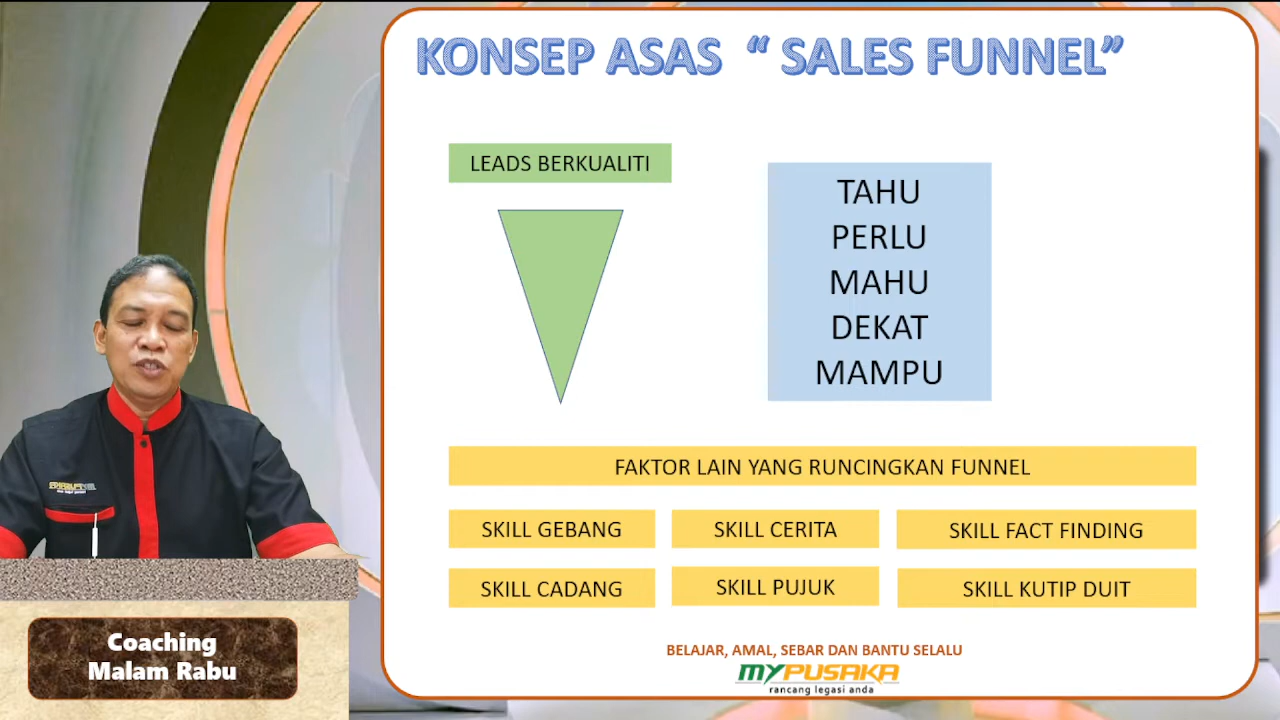 KONSEP ASAS “ SALES FUNNEL”
LEADS BERKUALITI
TAHU
PERLU
MAHU
DEKAT
MAMPU
FAKTOR LAIN YANG RUNCINGKAN FUNNEL
SKILL GEBANG
SKILL CERITA
SKILL FACT FINDING
SKILL CADANG
SKILL PUJUK
SKILL KUTIP DUIT
BELAJAR, AMAL, SEBAR DAN BANTU SELALU
MYPUSAKA
rancang legasi anda
Coaching
Malam Rabu